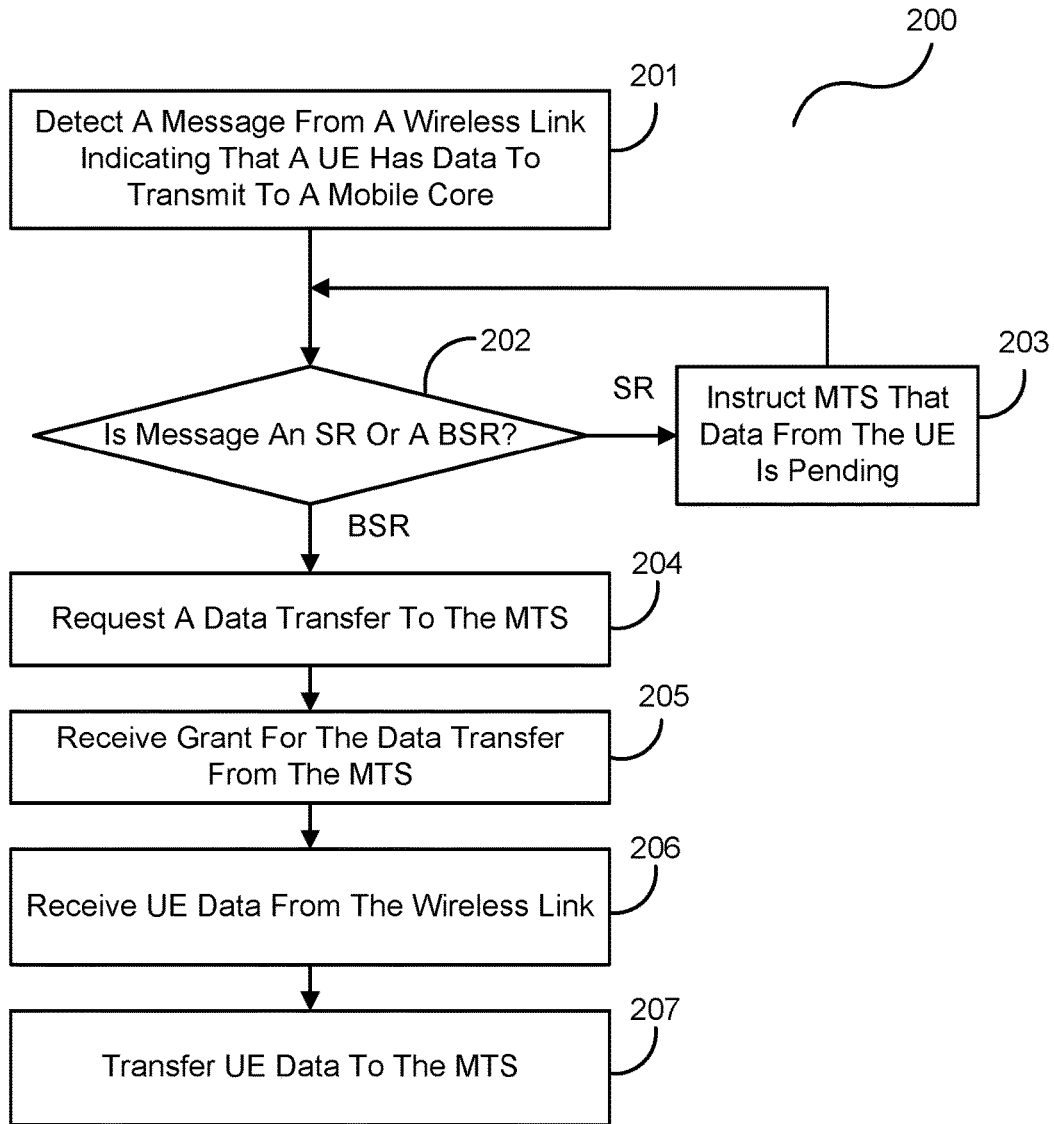 200
201
Detect A Message From A Wireless Link
Indicating That A UE Has Data To
Transmit To A Mobile Core
202
203
SR
Is Message An SR Or A BSR?
Instruct MTS That
Data From The UE
Is Pending
BSR
204
Request A Data Transfer To The MTS
205
Receive Grant For The Data Transfer
From The MTS
206
Receive UE Data From The Wireless Link
207
Transfer UE Data To The MTS